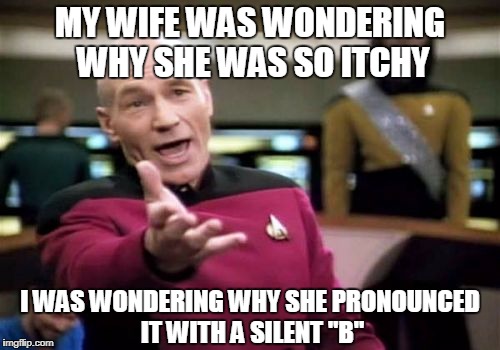 MY WIFE WAS WONDERING
WHY SHE WAS SO ITCHY
I WAS WONDERING WHY SHE PRONOUNCED
IT WITH A SILENT "B"
imgflip.com